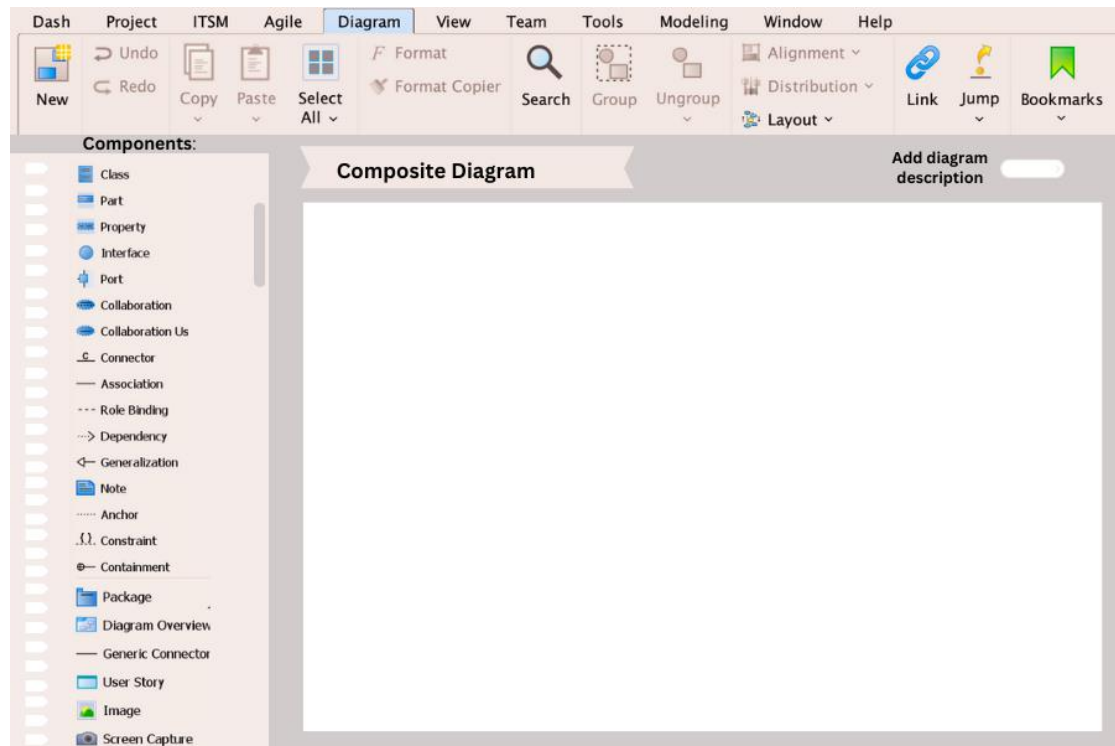 Dash Project ITSM Agile Diagram View Team Tools Modeling Window Help
New
Undo
Redo
Copy
Paste
Select
All
F Format
Format Copier
Search
Group
Ungroup
Alignment
Distribution
Layout
Link
Jump
Bookmarks
Components:
Class
Part
Property
Interface
Port
Collaboration
Collaboration Us
C Connector
Association
Role Binding
Dependency
Generalization
Note
Anchor
{} Constraint
Containment
Package
Diagram Overview
Generic Connector
User Story
Image
Screen Capture
Composite Diagram
Add diagram
description